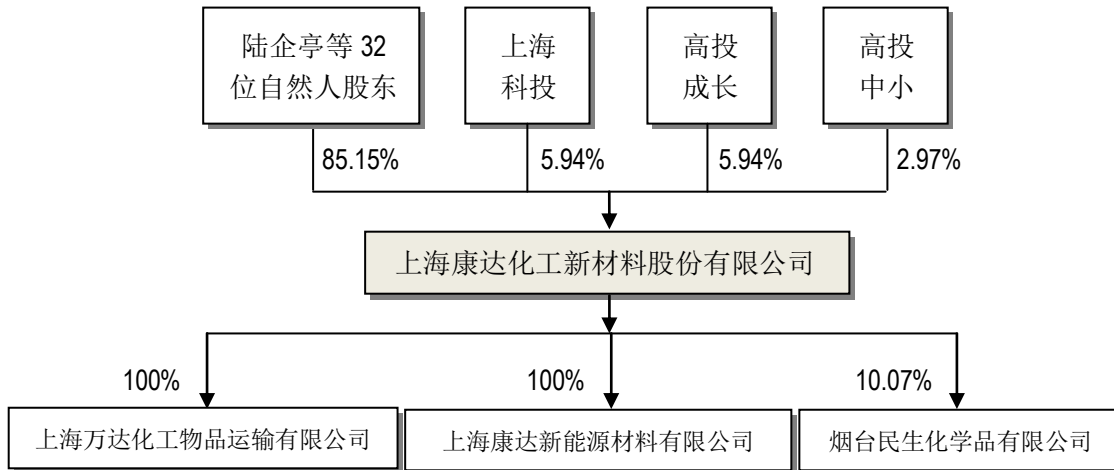 陆企亭等 32
位自然人股东
上海
科投
高投
成长
高投
中小
85.15%
5.94%
5.94%
2.97%
上海康达化工新材料股份有限公司
100%
100%
10.07%
上海万达化工物品运输有限公司
上海康达新能源材料有限公司
烟台民生化学品有限公司